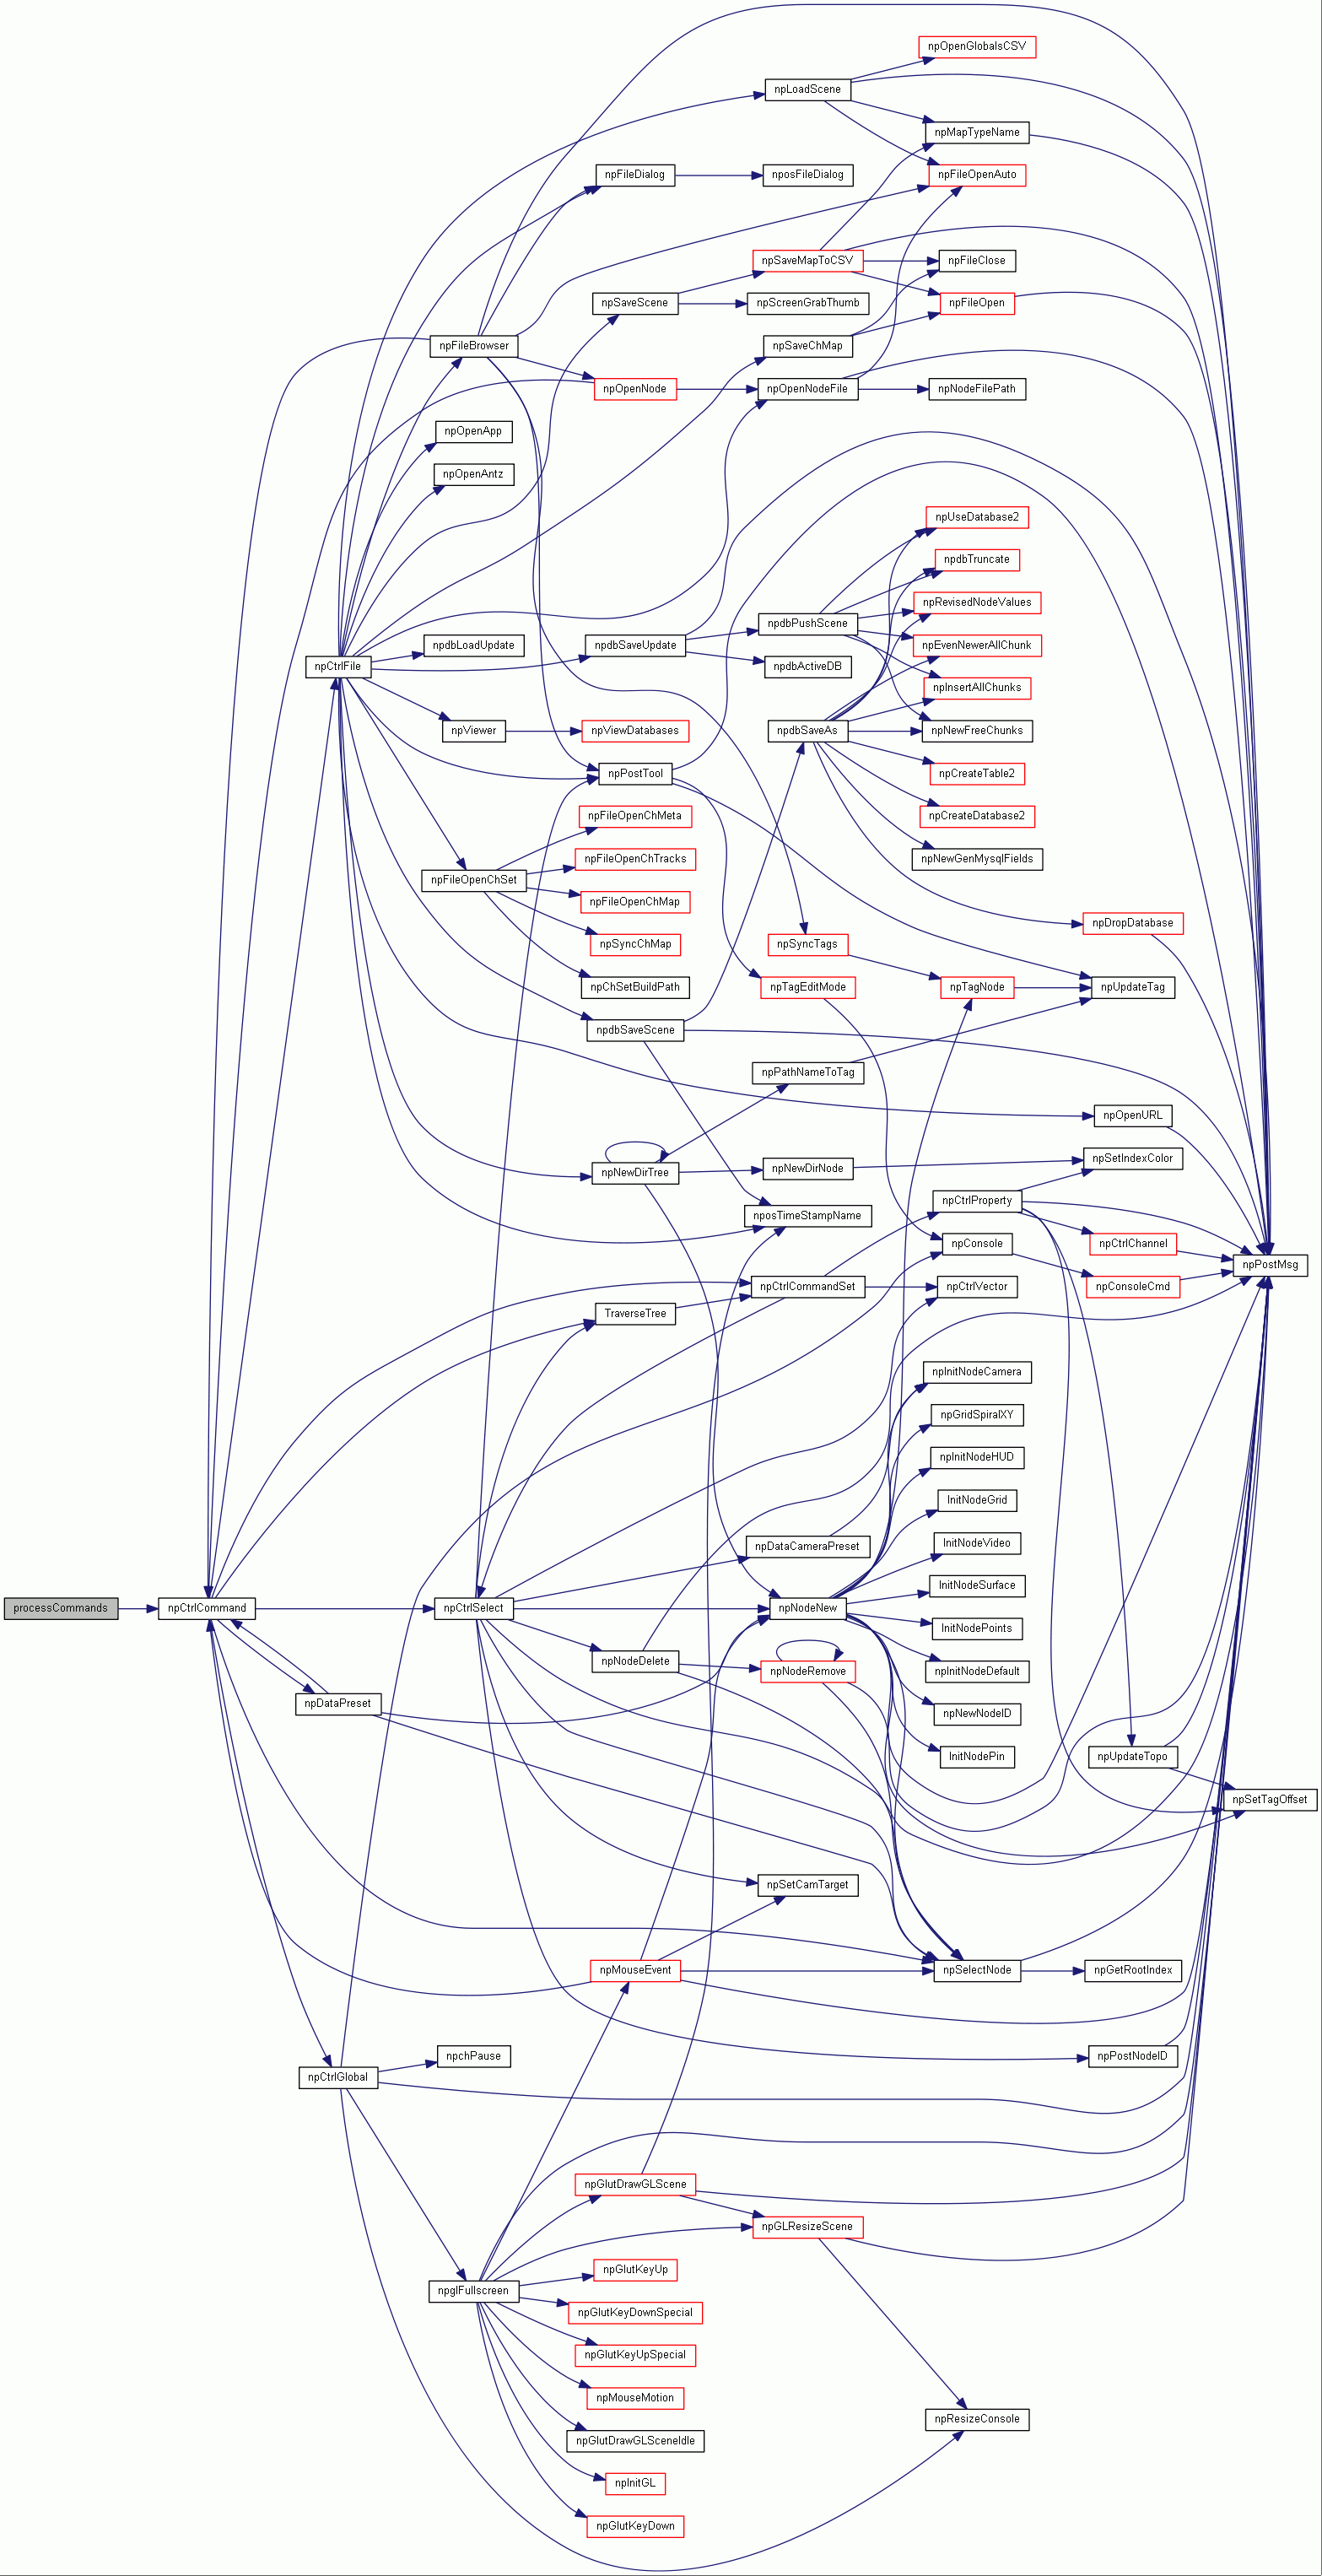 npOpenGlobalsCSV
npLoadScene
npMapTypeName
npFileDialog
nposFileDialog
npFileOpenAuto
npSaveMapToCSV
npFileClose
npSaveScene
npScreenGrabThumb
npFileOpen
npFileBrowser
npSaveChMap
npOpenNode
npOpenNodeFile
npNodeFilePath
npOpenApp
npOpenAntz
npUseDatabase2
npdbTruncate
npRevisedNodeValues
npdbPushScene
npdbLoadUpdate
npdbSaveUpdate
npEvenNewerAllChunk
npCtrlFile
npdbActiveDB
npInsertAllChunks
npViewer
npViewDatabases
npdbSaveAs
npNewFreeChunks
npPostTool
npCreateTable2
npFileOpenChMeta
npCreateDatabase2
npFileOpenChTracks
npNewGenMysqlFields
npFileOpenChSet
npFileOpenChMap
npDropDatabase
npSyncChMap
npSyncTags
npChSetBuildPath
npTagEditMode
npTagNode
npUpdateTag
npdbSaveScene
npPathNameToTag
npOpenURL
npNewDirTree
npNewDirNode
npSetIndexColor
npCtrlProperty
nposTimeStampName
npConsole
npCtrlChannel
npPostMsg
npCtrlCommandSet
npCtrlVector
npConsoleCmd
TraverseTree
npInitNodeCamera
npGridSpiralXY
npInitNodeHUD
InitNodeGrid
InitNodeVideo
npDataCameraPreset
InitNodeSurface
processCommands
npCtrlCommand
npCtrlSelect
npNodeNew
InitNodePoints
npNodeDelete
npNodeRemove
npInitNodeDefault
npDataPreset
npNewNodeID
InitNodePin
npUpdateTopo
npSetTagOffset
npSetCamTarget
npMouseEvent
npSelectNode
npGetRootIndex
npchPause
npPostNodeID
npCtrlGlobal
npGlutDrawGLScene
npGLResizeScene
npGlutKeyUp
npglFullscreen
npGlutKeyDownSpecial
npGlutKeyUpSpecial
npMouseMotion
npResizeConsole
npGlutDrawGLSceneIdle
npInitGL
npGlutKeyDown